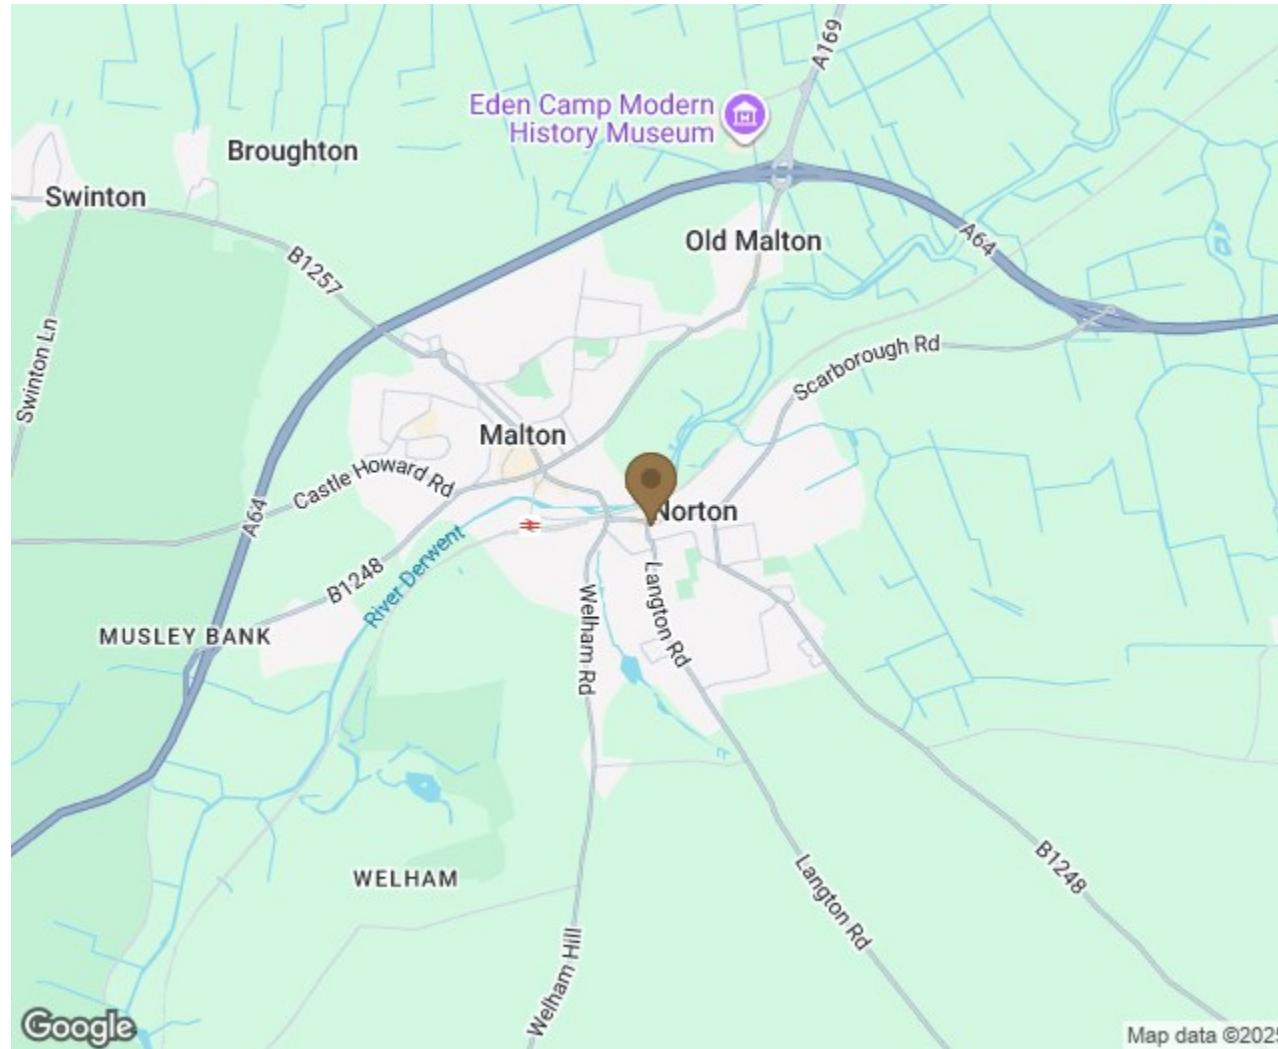 A169
Eden Camp Modern
History Museum
Broughton
Swinton
Old Malton
A64
B1257
Scarborough Rd
Swinton Ln
Malton
Castle Howard Rd
A64
Norton
B1248
River Derwent
Langton Rd
Welham Rd
MUSLEY BANK
WELHAM
B1248
Langton Rd
Welham Hill
Google
Map data ©2025